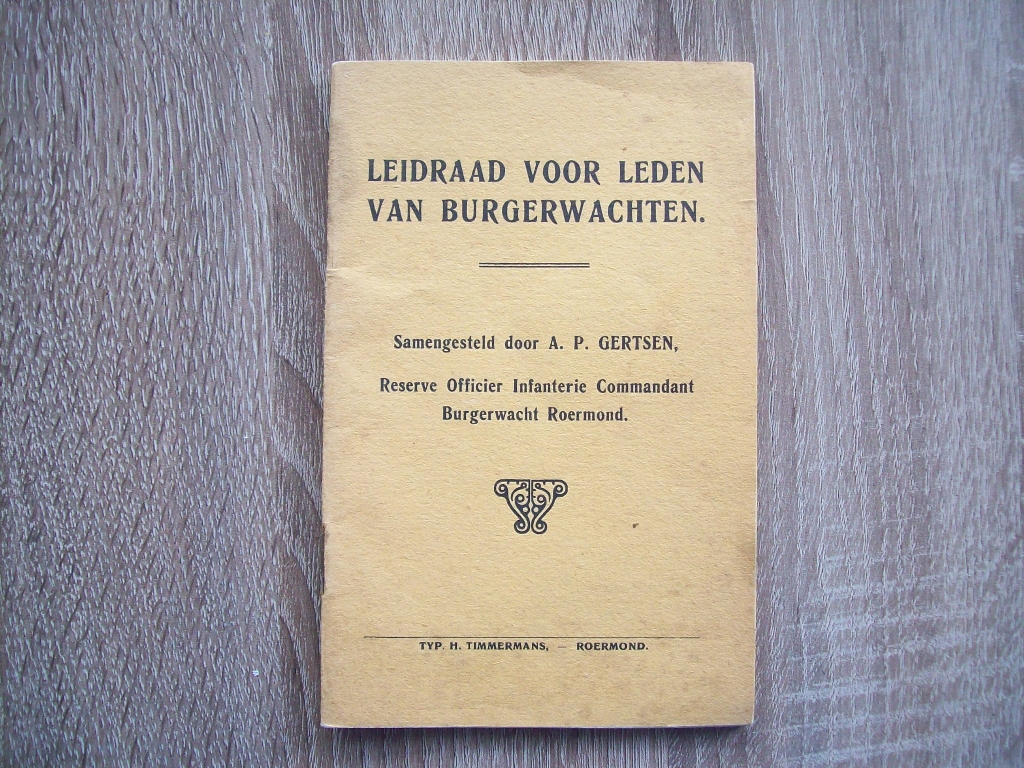 LEIDRAAD VOOR LEDEN
VAN BURGERWACHTEN.
Samengesteld door A. P. GERTSEN,
Reserve Officier Infanterie Commandant
Burgerwacht Roermond.
TYP. H. TIMMERMANS, — ROERMOND.